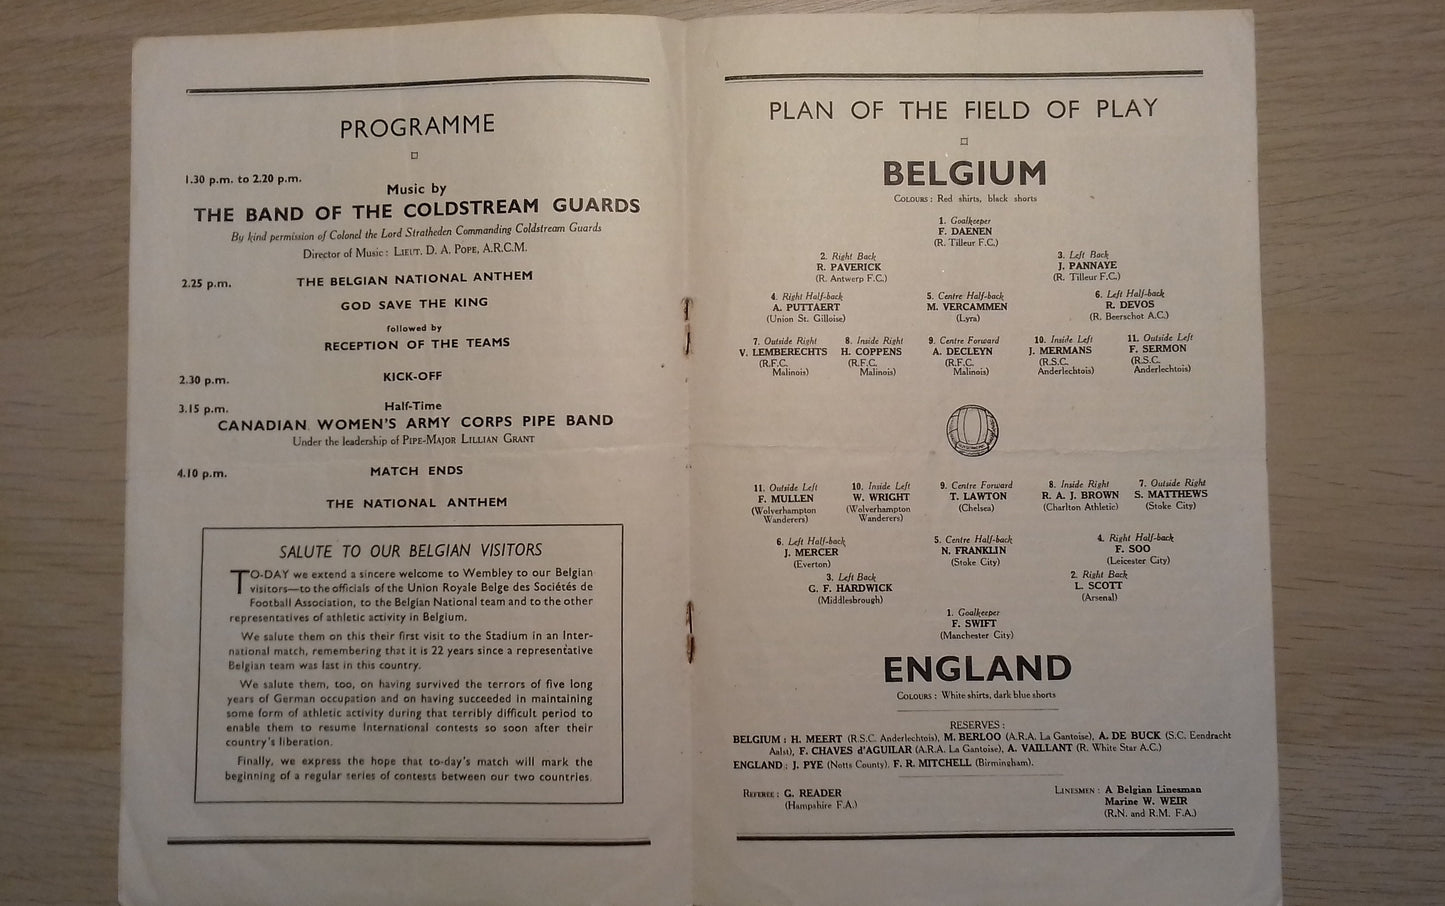 PROGRAMME
1.30 p.m. to 2.20 p.m.
Music by
THE BAND OF THE COLDSTREAM GUARDS
By kind permission of Colonel the Lord Stratheden Commanding Coldstream Guards
Director of Music: LIEUT. D. A. POPE, A.R.C.M.
2.25 p.m. THE BELGIAN NATIONAL ANTHEM
GOD SAVE THE KING
followed by
RECEPTION OF THE TEAMS
2.30 p.m. KICK-OFF
3.15 p.m. Half-Time
CANADIAN WOMEN'S ARMY CORPS PIPE BAND
Under the leadership of PIPE-MAJOR LILLIAN GRANT
4.10 p.m. MATCH ENDS
THE NATIONAL ANTHEM
SALUTE TO OUR BELGIAN VISITORS
TO-DAY we extend a sincere welcome to Wembley to our Belgian
visitors—to the officials of the Union Royale Belge des Sociétés de
Football Association, to the Belgian National team and to the other
representatives of athletic activity in Belgium.
We salute them on this their first visit to the Stadium in an Inter-
national match, remembering that it is 22 years since a representative
Belgian team was last in this country.
We salute them, too, on having survived the terrors of five long
years of German occupation and on having succeeded in maintaining
some form of athletic activity during that terribly difficult period to
enable them to resume International contests so soon after their
country's liberation.
Finally, we express the hope that to-day's match will mark the
beginning of a regular series of contests between our two countries.
PLAN OF THE FIELD OF PLAY
BELGIUM
COLOURS: Red shirts, black shorts
1. Goalkeeper
F. DAENEN
(R. Tilleur F.C.)
2. Right Back 3. Left Back
R. PAVERICK J. PANNAYE
(R. Antwerp F.C.) (R. Tilleur F.C.)
4. Right Half-back 5. Centre Half-back 6. Left Half-back
A. PUTTAERT M. VERCAMMEN R. DEVOS
(Union St. Gilloise) (Lyra) (R. Beerschot A.C.)
7. Outside Right 8. Inside Right 9. Centre Forward 10. Inside Left 11. Outside Left
V. LEMBERECHTS H. COPPENS A. DECLEYN J. MERMANS F. SERMON
(R.F.C. (R.F.C. (R.F.C. (R.S.C. (R.S.C.
Malinois) Malinois) Malinois) Anderlechtois) Anderlechtois)
11. Outside Left 10. Inside Left 9. Centre Forward 8. Inside Right 7. Outside Right
F. MULLEN W. WRIGHT T. LAWTON R. A. J. BROWN S. MATTHEWS
(Wolverhampton (Wolverhampton (Chelsea) (Charlton Athletic) (Stoke City)
Wanderers) Wanderers)
6. Left Half-back 5. Centre Half-back 4. Right Half-back
J. MERCER N. FRANKLIN F. SOO
(Everton) (Stoke City) (Leicester City)
3. Left Back 2. Right Back
G. F. HARDWICK L. SCOTT
(Middlesbrough) (Arsenal)
1. Goalkeeper
F. SWIFT
(Manchester City)
ENGLAND
COLOURS: White shirts, dark blue shorts
RESERVES:
BELGIUM: H. MEERT (R.S.C. Anderlechtois), M. BERLOO (A.R.A. La Gantoise), A. DE BUCK (S.C. Eendracht
Aalst), F. CHAVES d'AGUILAR (A.R.A. La Gantoise), A. VAILLANT (R. White Star A.C.)
ENGLAND: J. PYE (Notts County), F. R. MITCHELL (Birmingham).
REFEREE: G. READER
(Hampshire F.A.)
LINESMEN: A Belgian Linesman
Marine W. WEIR
(R.N. and R.M. F.A.)